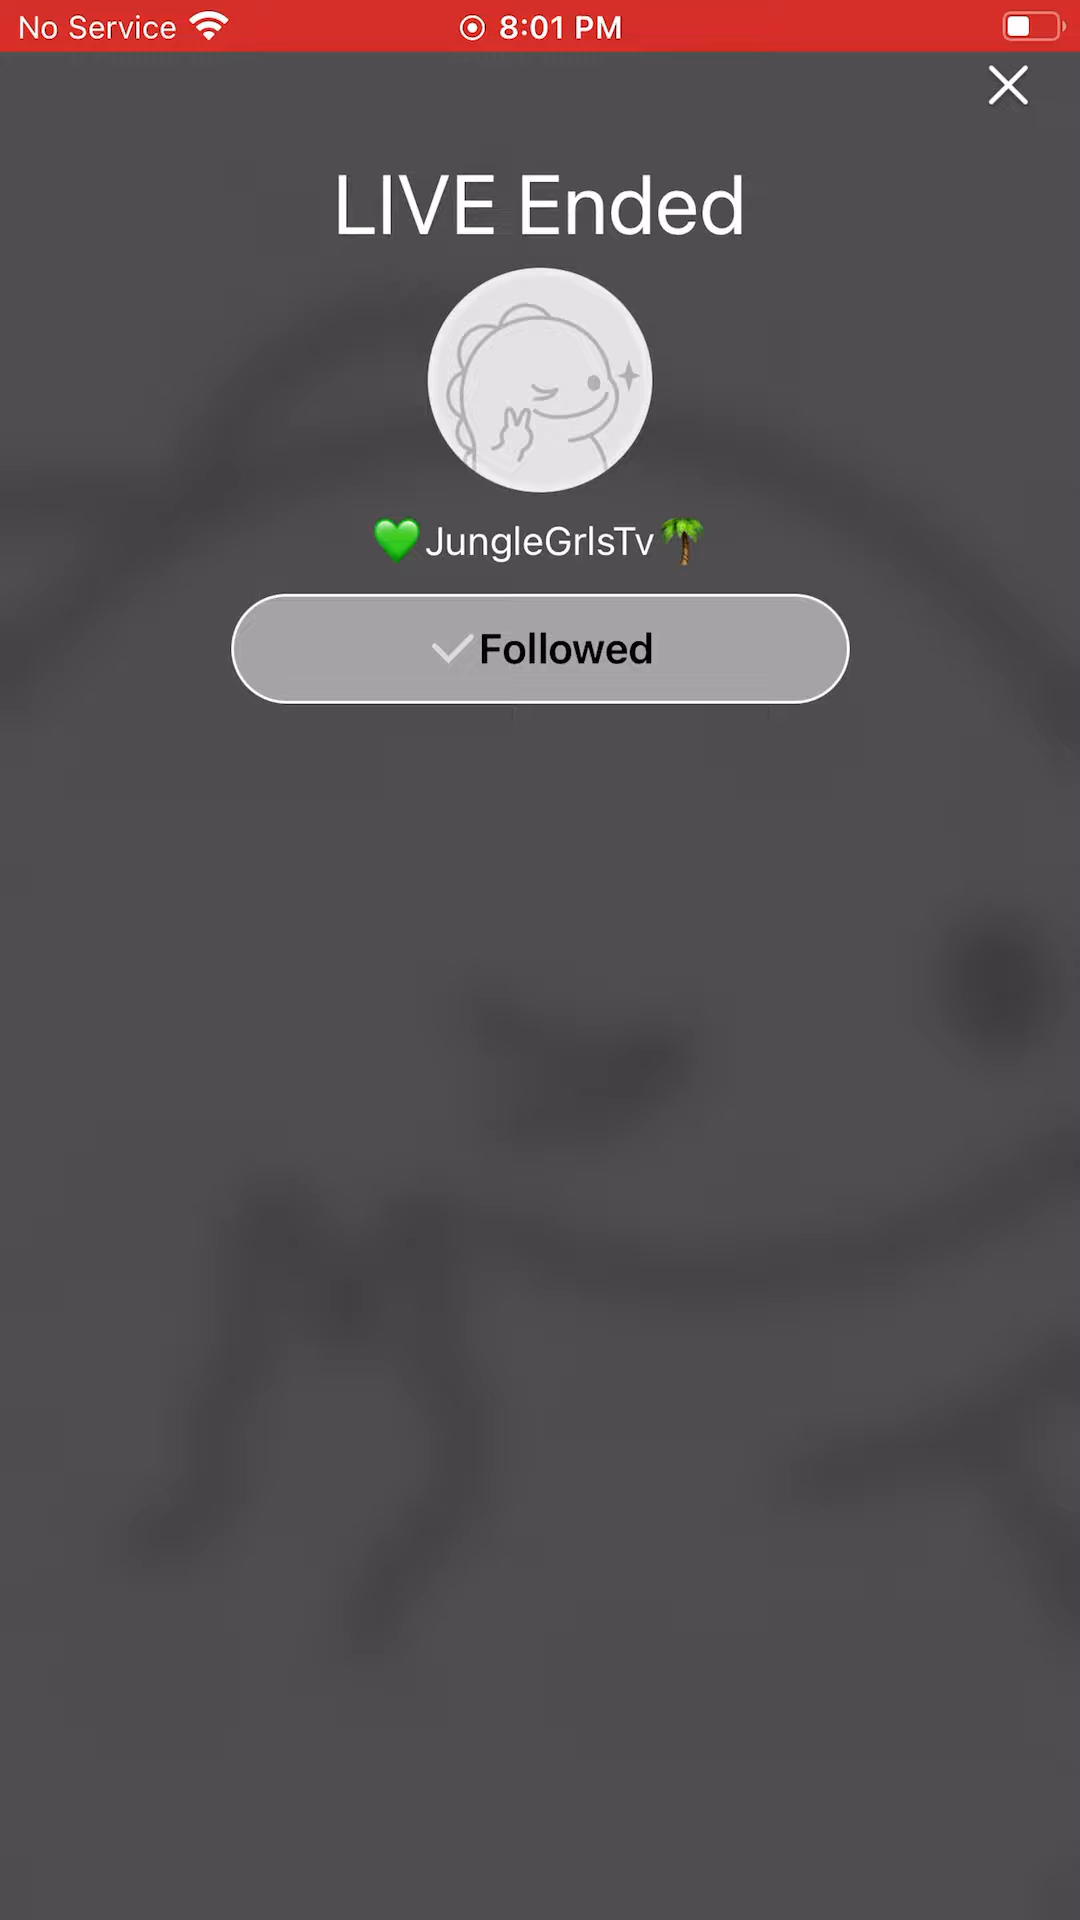 No Service 8:01 PM
LIVE Ended
💚JungleGrlsTv🌴
Followed